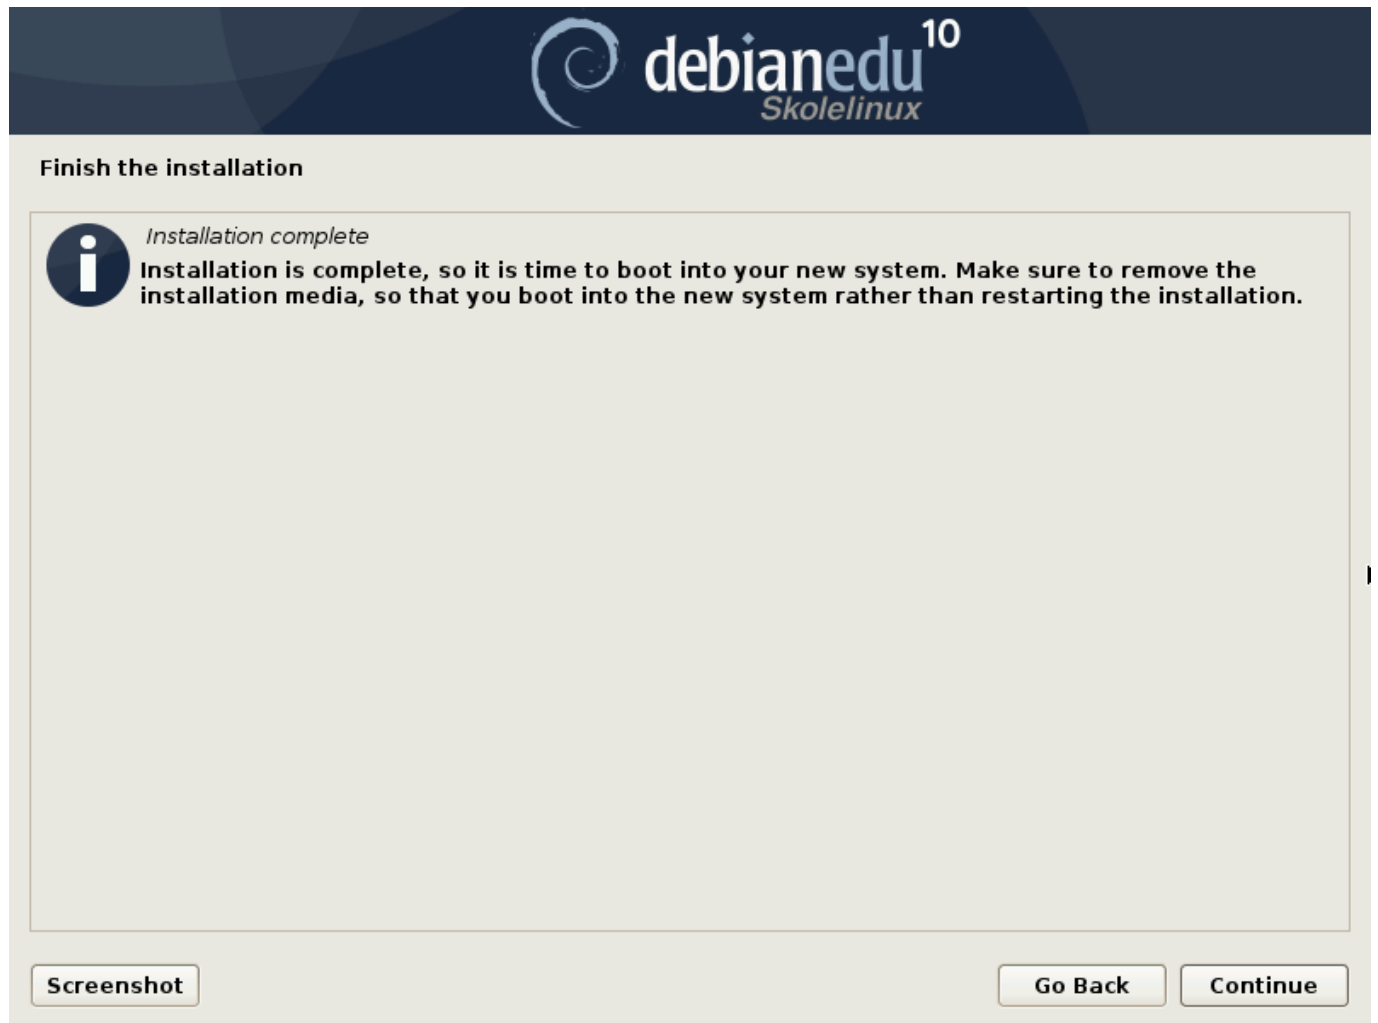 debianedu 10
Skolelinux
Finish the installation
Installation complete
Installation is complete, so it is time to boot into your new system. Make sure to remove the
installation media, so that you boot into the new system rather than restarting the installation.
Screenshot
Go Back
Continue